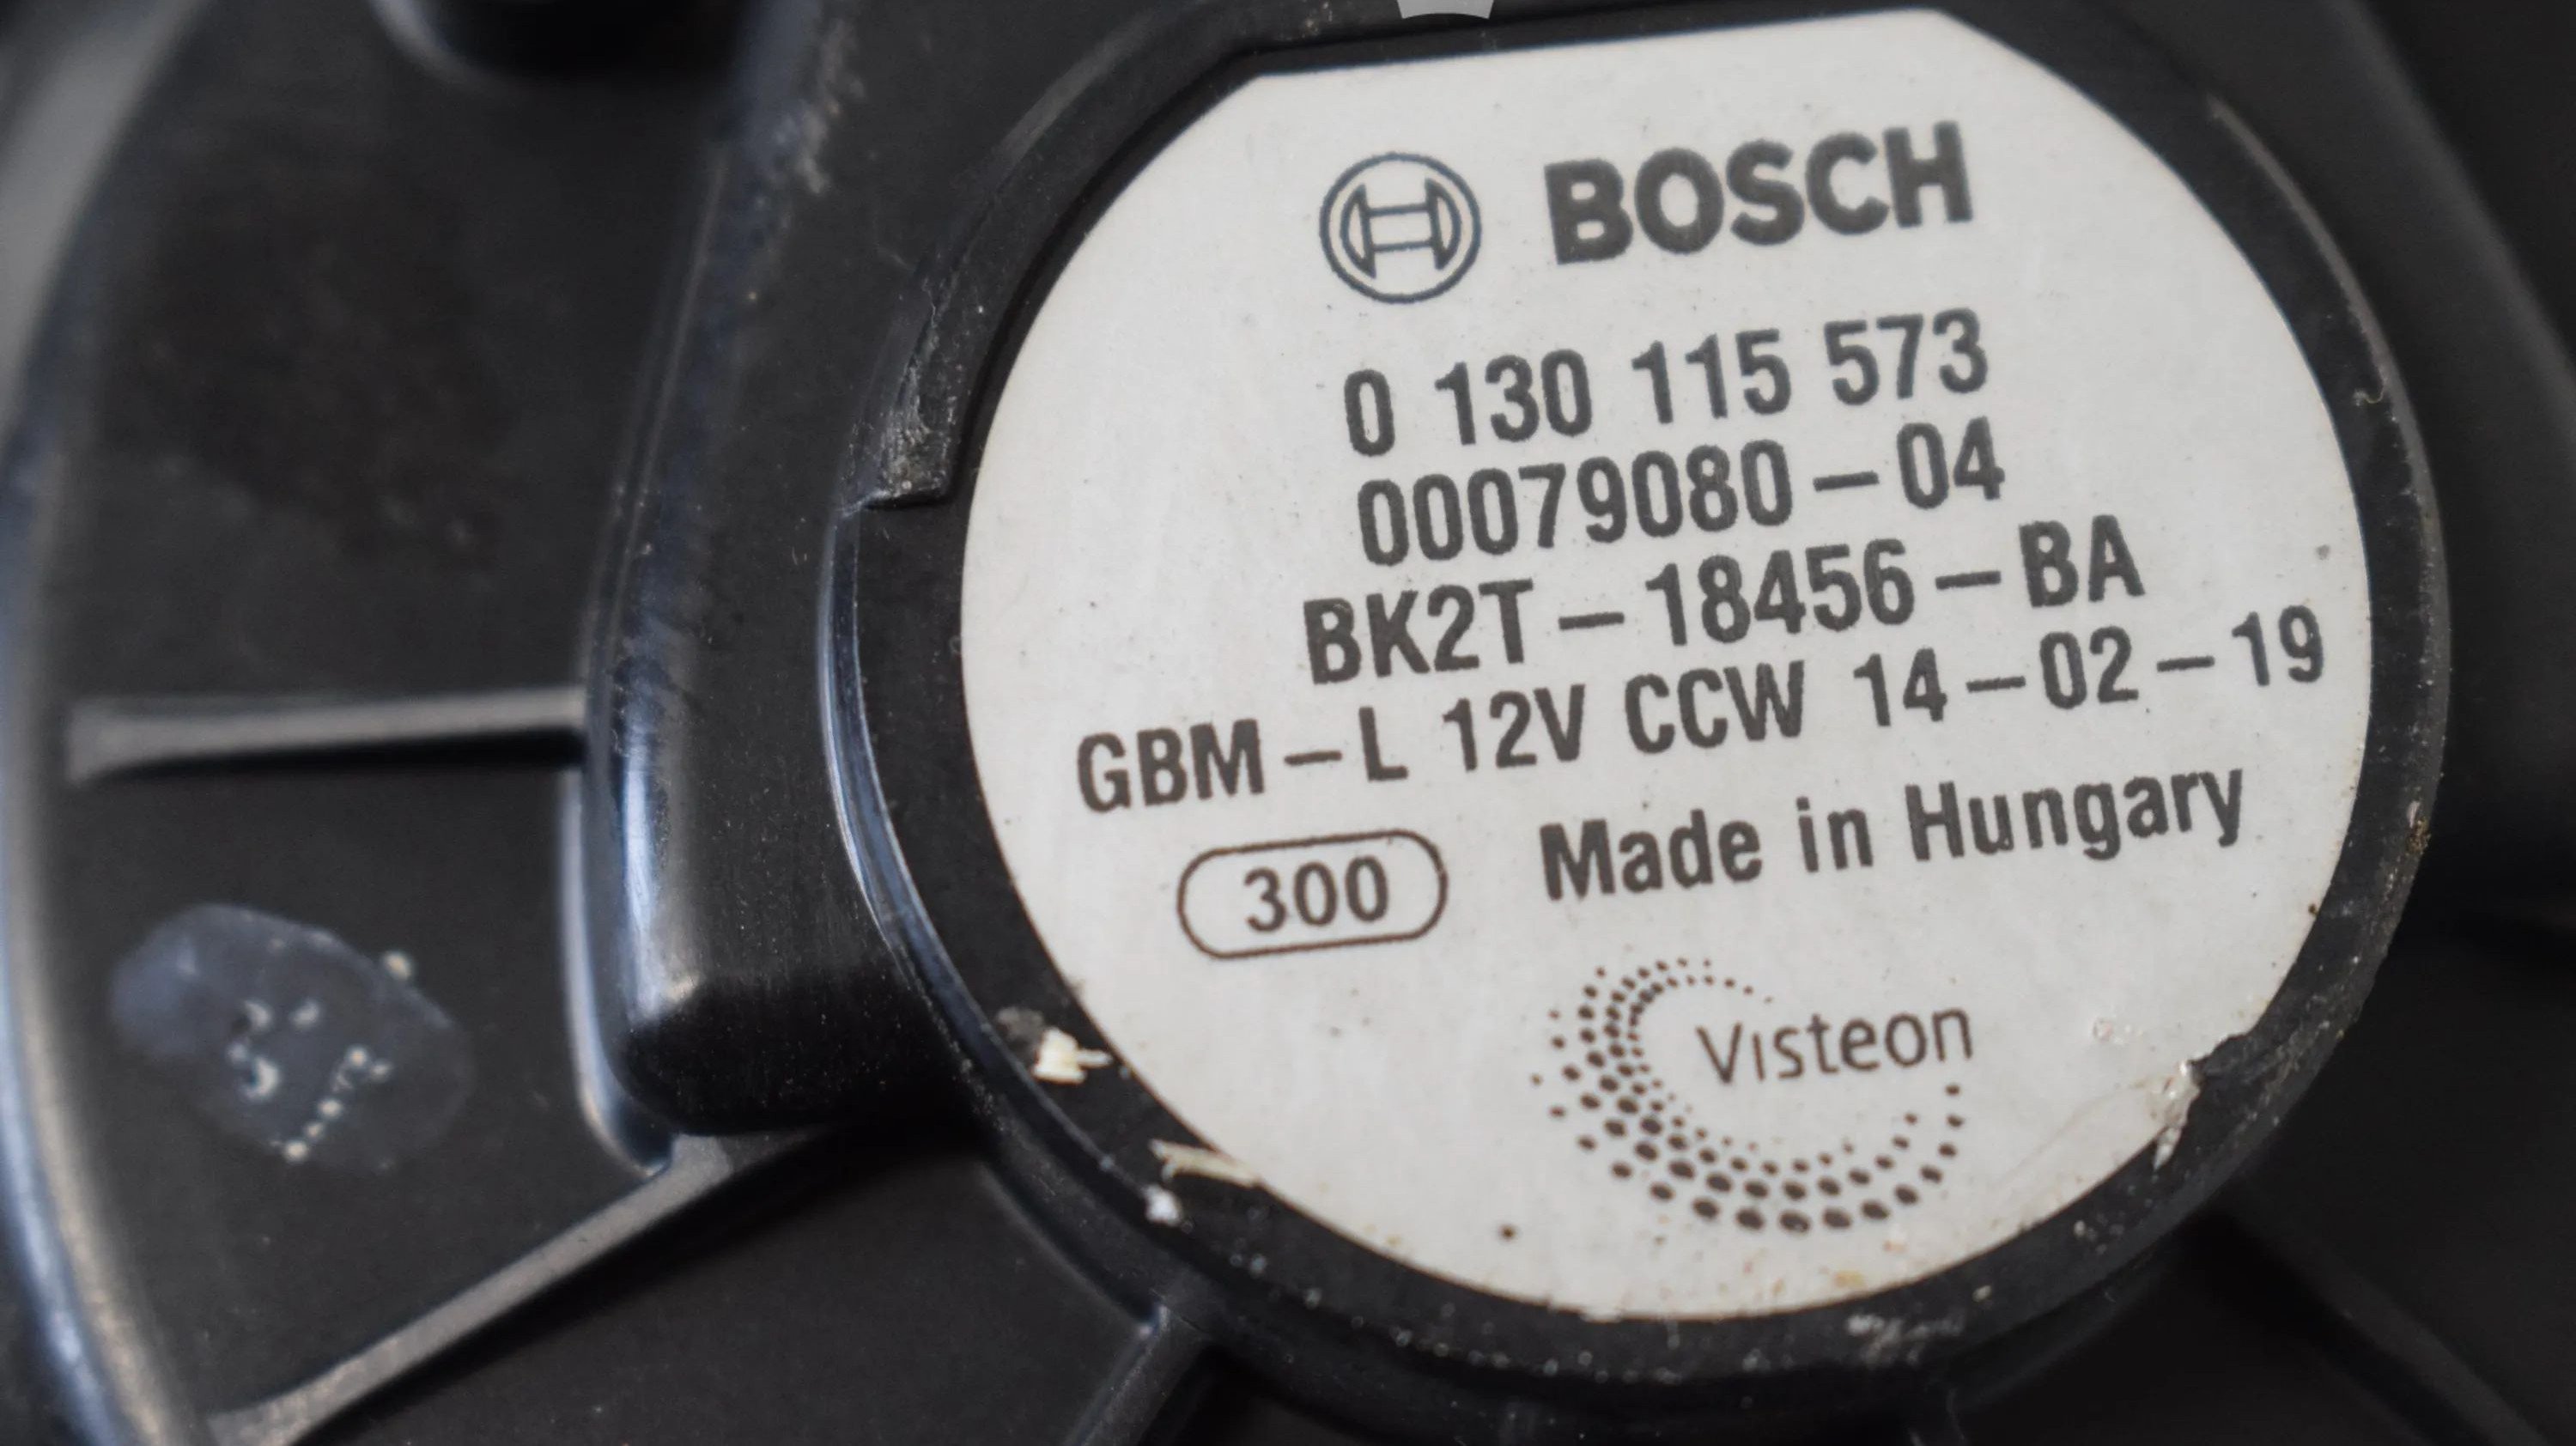 BOSCH
0 130 115 573
00079080-04
BK2T-18456-BA
GBM-L 12V CCW 14-02-19
300 Made in Hungary
Visteon